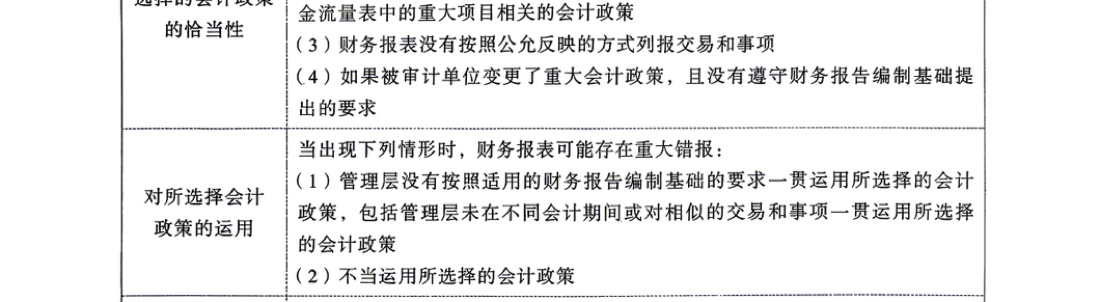 选择的会计政策
的恰当性
金流量表中的重大项目相关的会计政策
（3）财务报表没有按照公允反映的方式列报交易和事项
（4）如果被审计单位变更了重大会计政策，且没有遵守财务报告编制基础提
出的要求
对所选择会计
政策的运用
当出现下列情形时，财务报表可能存在重大错报：
（1）管理层没有按照适用的财务报告编制基础的要求一贯运用所选择的会计
政策，包括管理层未在不同会计期间或对相似的交易和事项一贯运用所选择
的会计政策
（2）不当运用所选择的会计政策